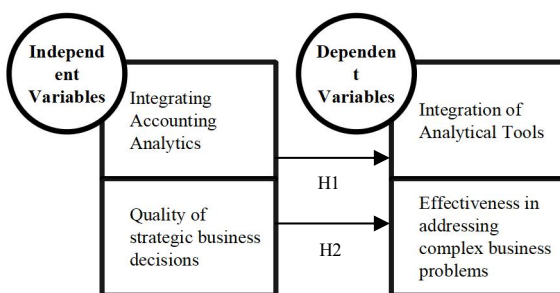 Independ
ent
Variables
Integrating
Accounting
Analytics
Quality of
strategic business
decisions
H1
H2
Dependen
t
Variables
Integration of
Analytical Tools
Effectiveness in
addressing
complex business
problems